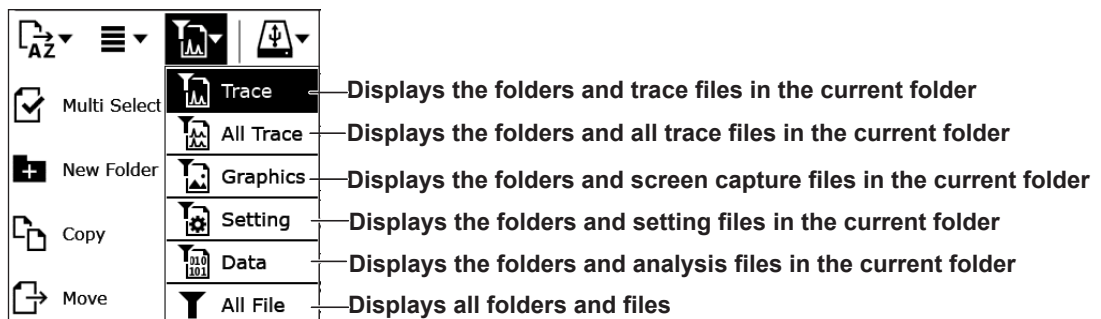 AZ
Multi Select
New Folder
Copy
Move
Trace
All Trace
Graphics
Setting
010
101
Data
All File
Displays the folders and trace files in the current folder
Displays the folders and all trace files in the current folder
Displays the folders and screen capture files in the current folder
Displays the folders and setting files in the current folder
Displays the folders and analysis files in the current folder
Displays all folders and files